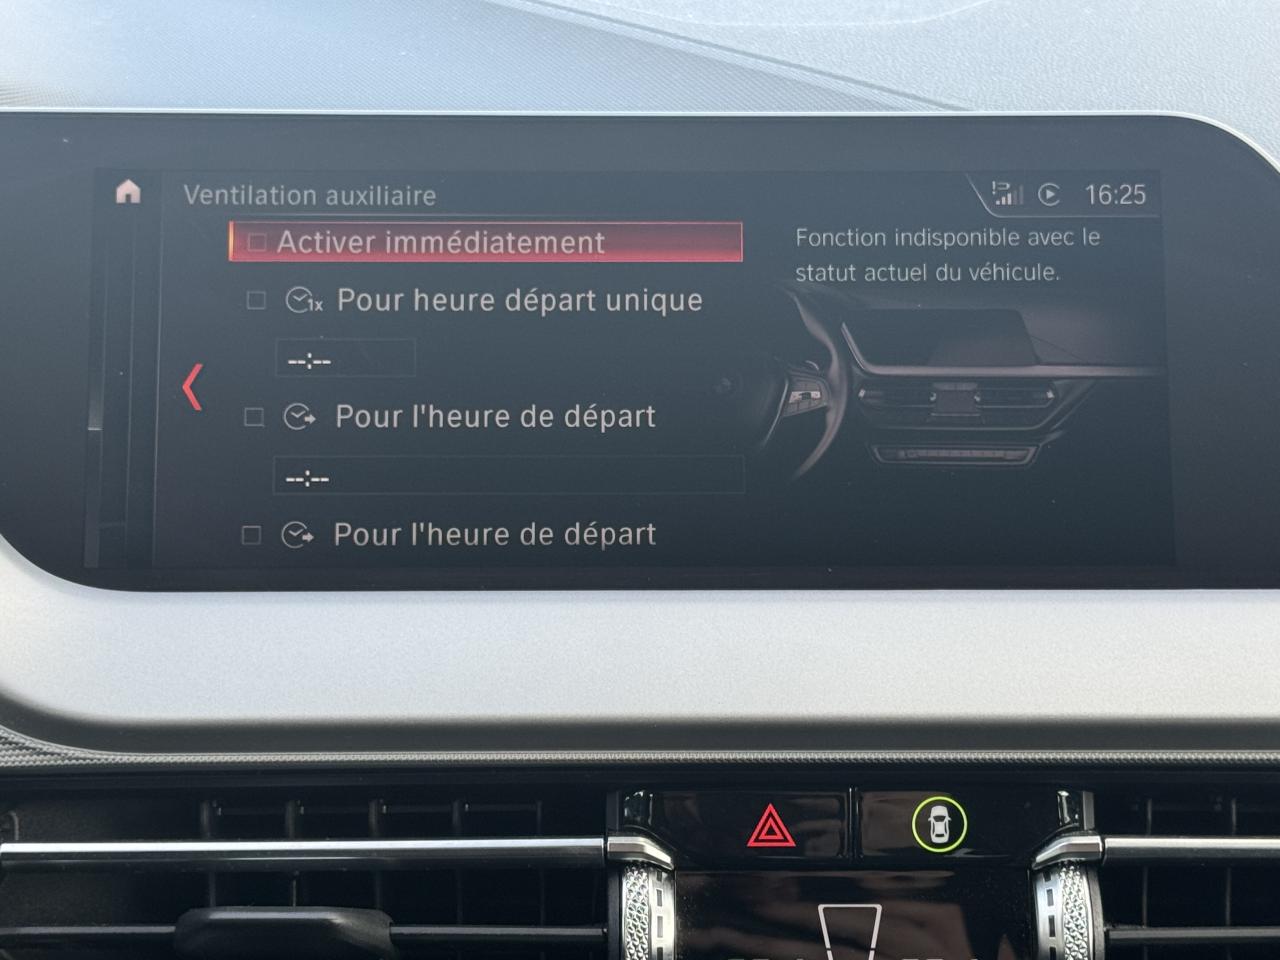 Ventilation auxiliaire
16:25
Activer immédiatement
Fonction indisponible avec le
statut actuel du véhicule.
1x Pour heure départ unique
--:--
Pour l'heure de départ
--:--
Pour l'heure de départ